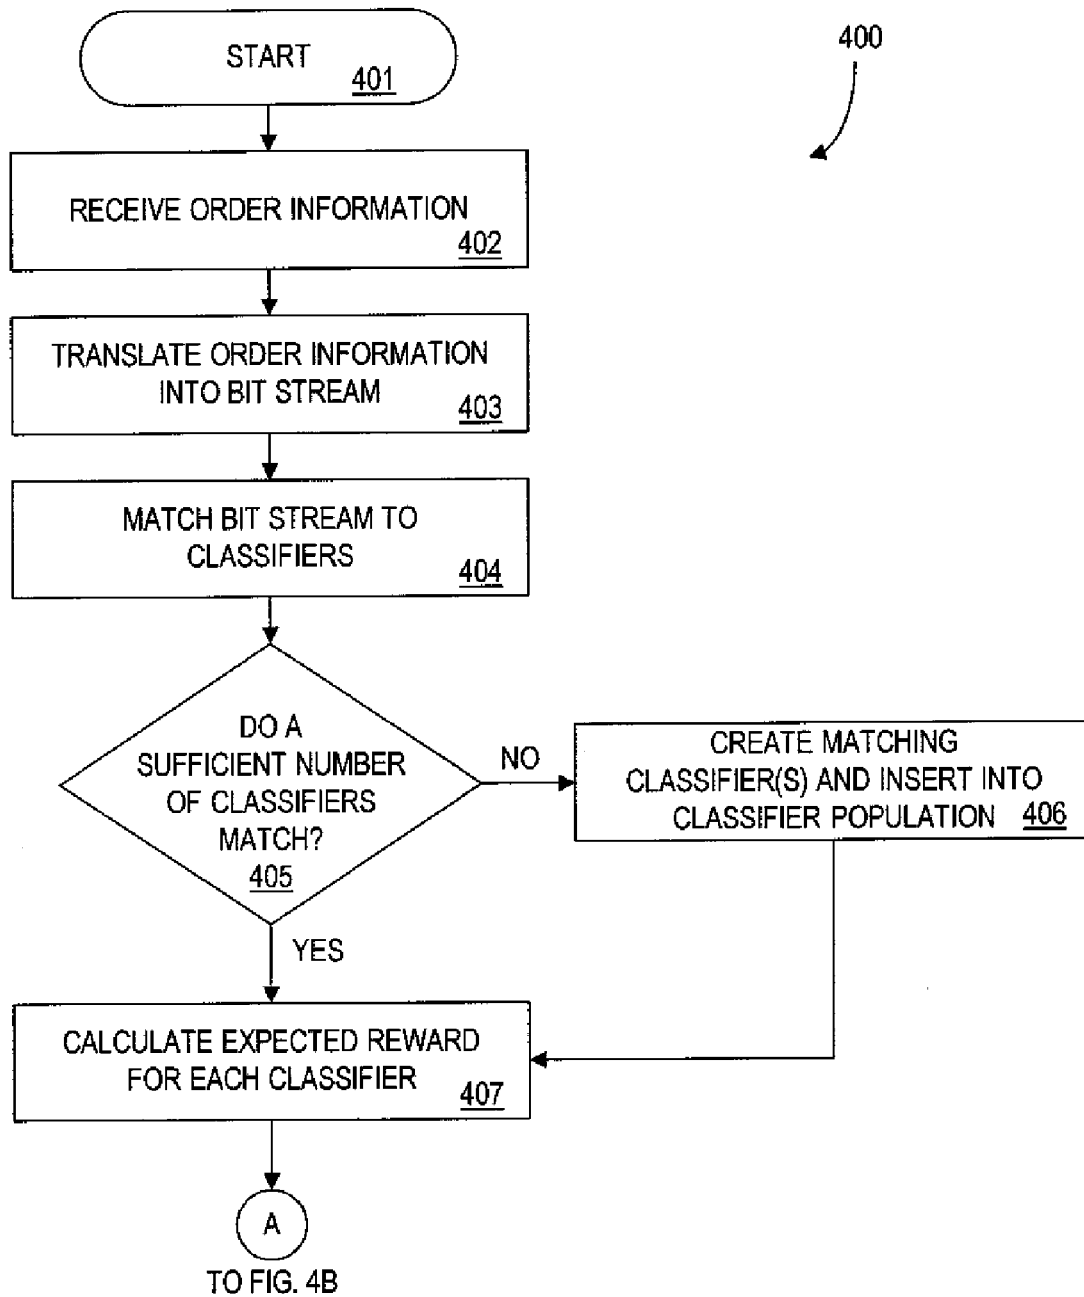 START
401
400
RECEIVE ORDER INFORMATION
402
TRANSLATE ORDER INFORMATION
INTO BIT STREAM
403
MATCH BIT STREAM TO
CLASSIFIERS
404
DO A
SUFFICIENT NUMBER
OF CLASSIFIERS
MATCH?
405
NO
CREATE MATCHING
CLASSIFIER(S) AND INSERT INTO
CLASSIFIER POPULATION 406
YES
CALCULATE EXPECTED REWARD
FOR EACH CLASSIFIER
407
A
TO FIG. 4B